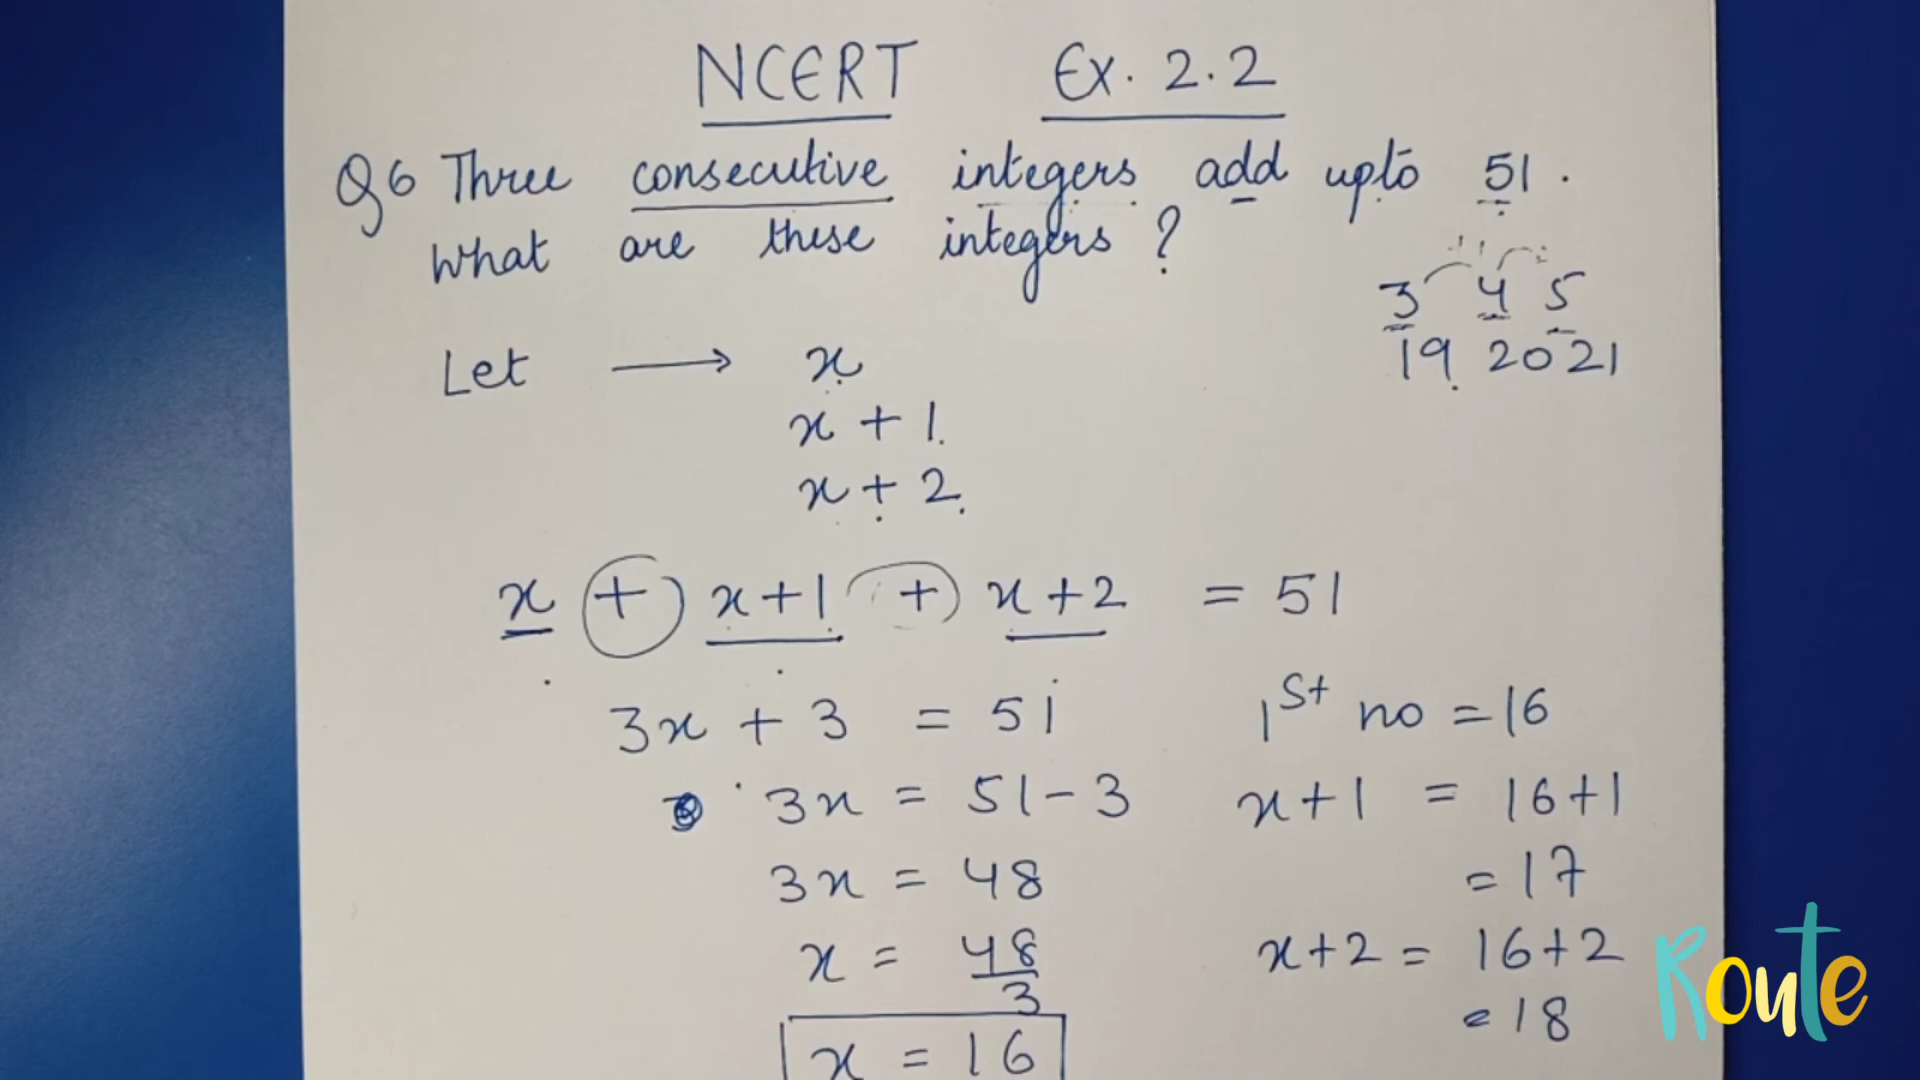 NCERT Ex. 2.2
Q6 Three consecutive integers add upto 51.
What are these integers?
3 4 5
19 20 21
Let → x
x + 1
x + 2
x + x+1 + x+2 = 51
3x + 3 = 51
3x = 51-3
3x = 48
x = 48/3
x = 16
1st no = 16
x+1 = 16+1
= 17
x+2 = 16+2
= 18
Route